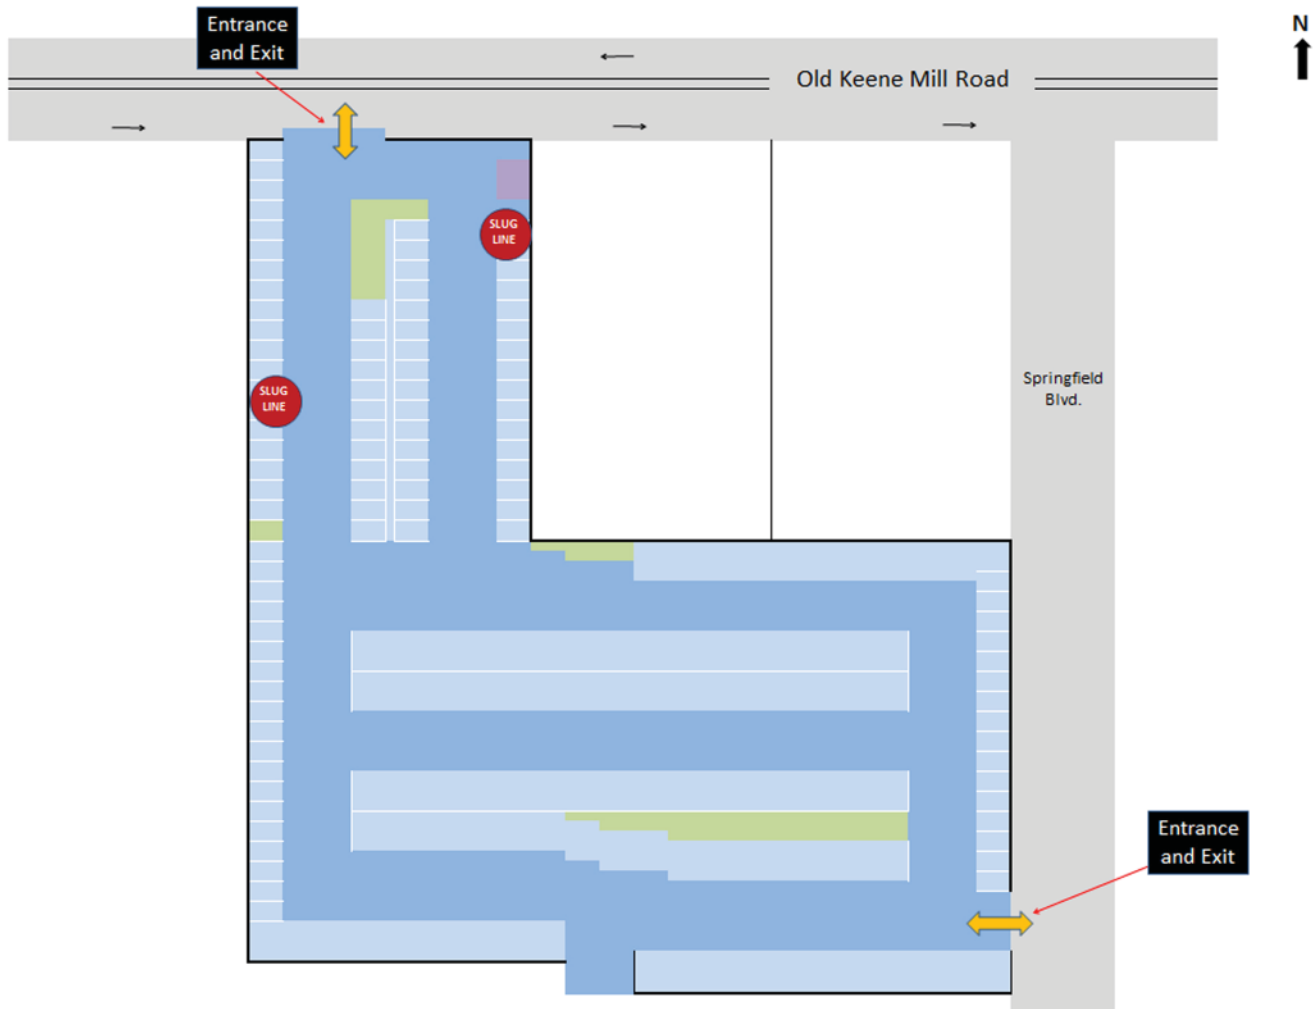 Entrance
and Exit
N
Old Keene Mill Road
SLUG
LINE
Springfield
Blvd.
SLUG
LINE
Entrance
and Exit